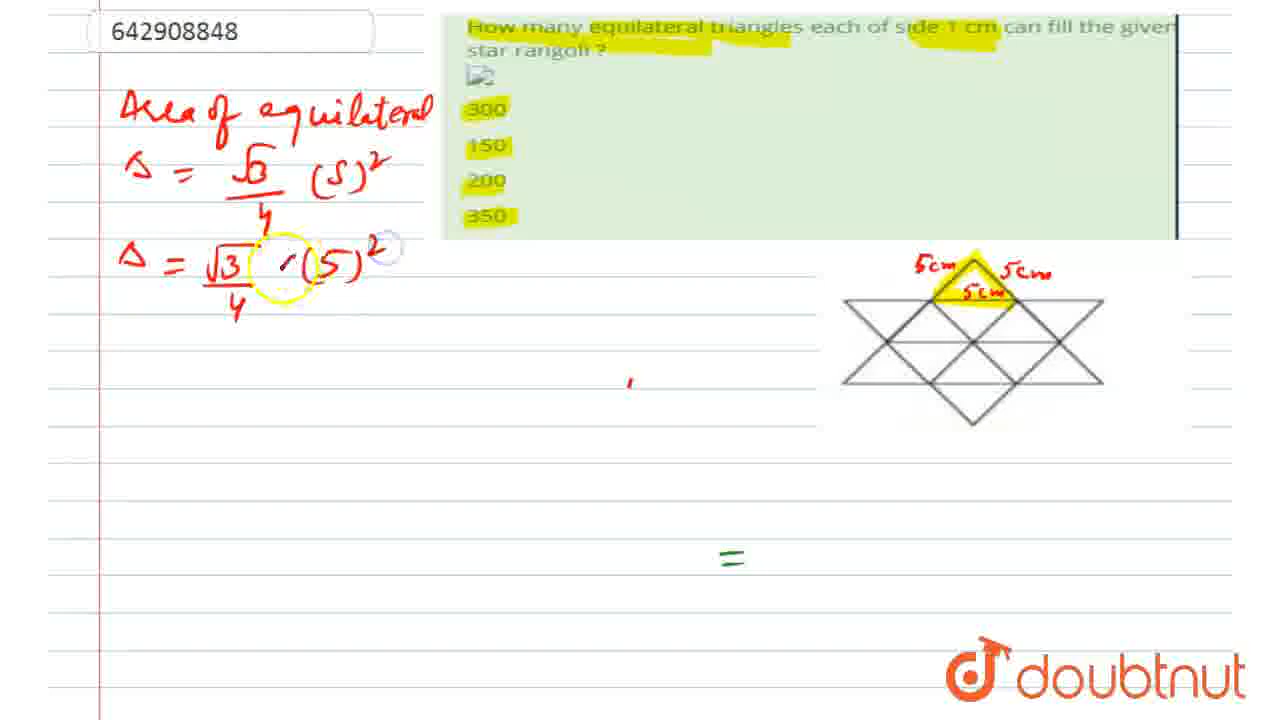 642908848
How many equilateral triangles each of side 1 cm can fill the given
star rangoli ?
300
150
200
350
Area of equilateral
Δ = √3/4 (S)²
Δ = √3/4 × (5)²
5cm 5cm
5cm
=
doubtnut